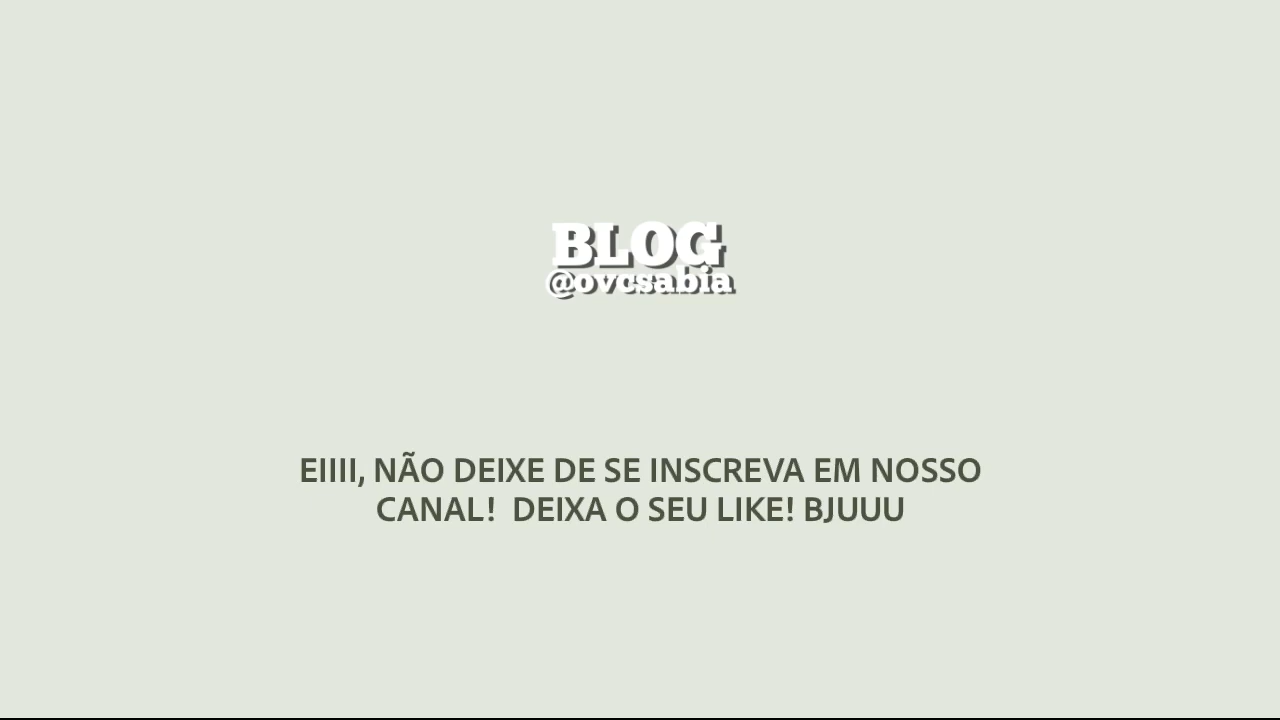 BLOG
@ovcsabia
EIIII, NÃO DEIXE DE SE INSCREVA EM NOSSO
CANAL!  DEIXA O SEU LIKE! BJUUU